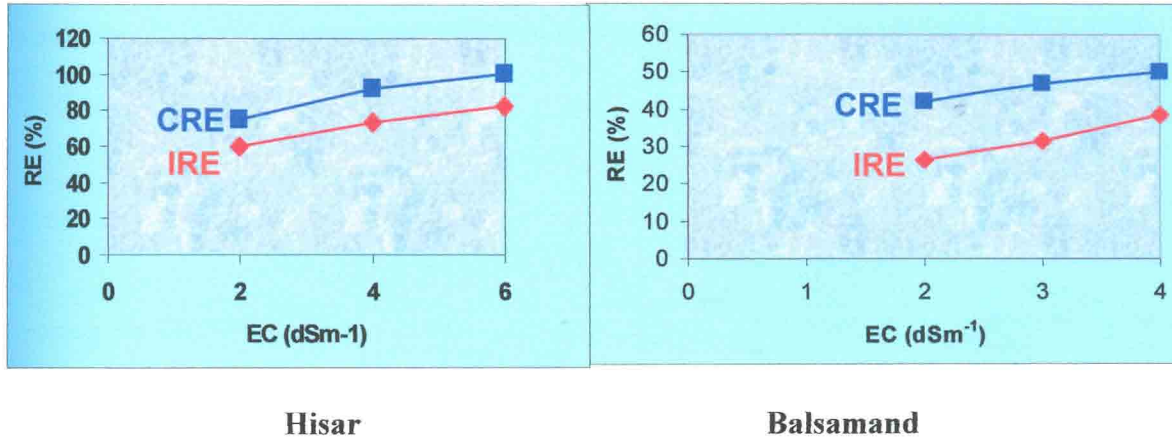 120
100
80
60
40
20
0
RE (%)
CRE
IRE
0 2 4 6
EC (dSm-1)
60
50
40
30
20
10
0
RE (%)
CRE
IRE
0 1 2 3 4
EC (dSm⁻¹)
Hisar
Balsamand